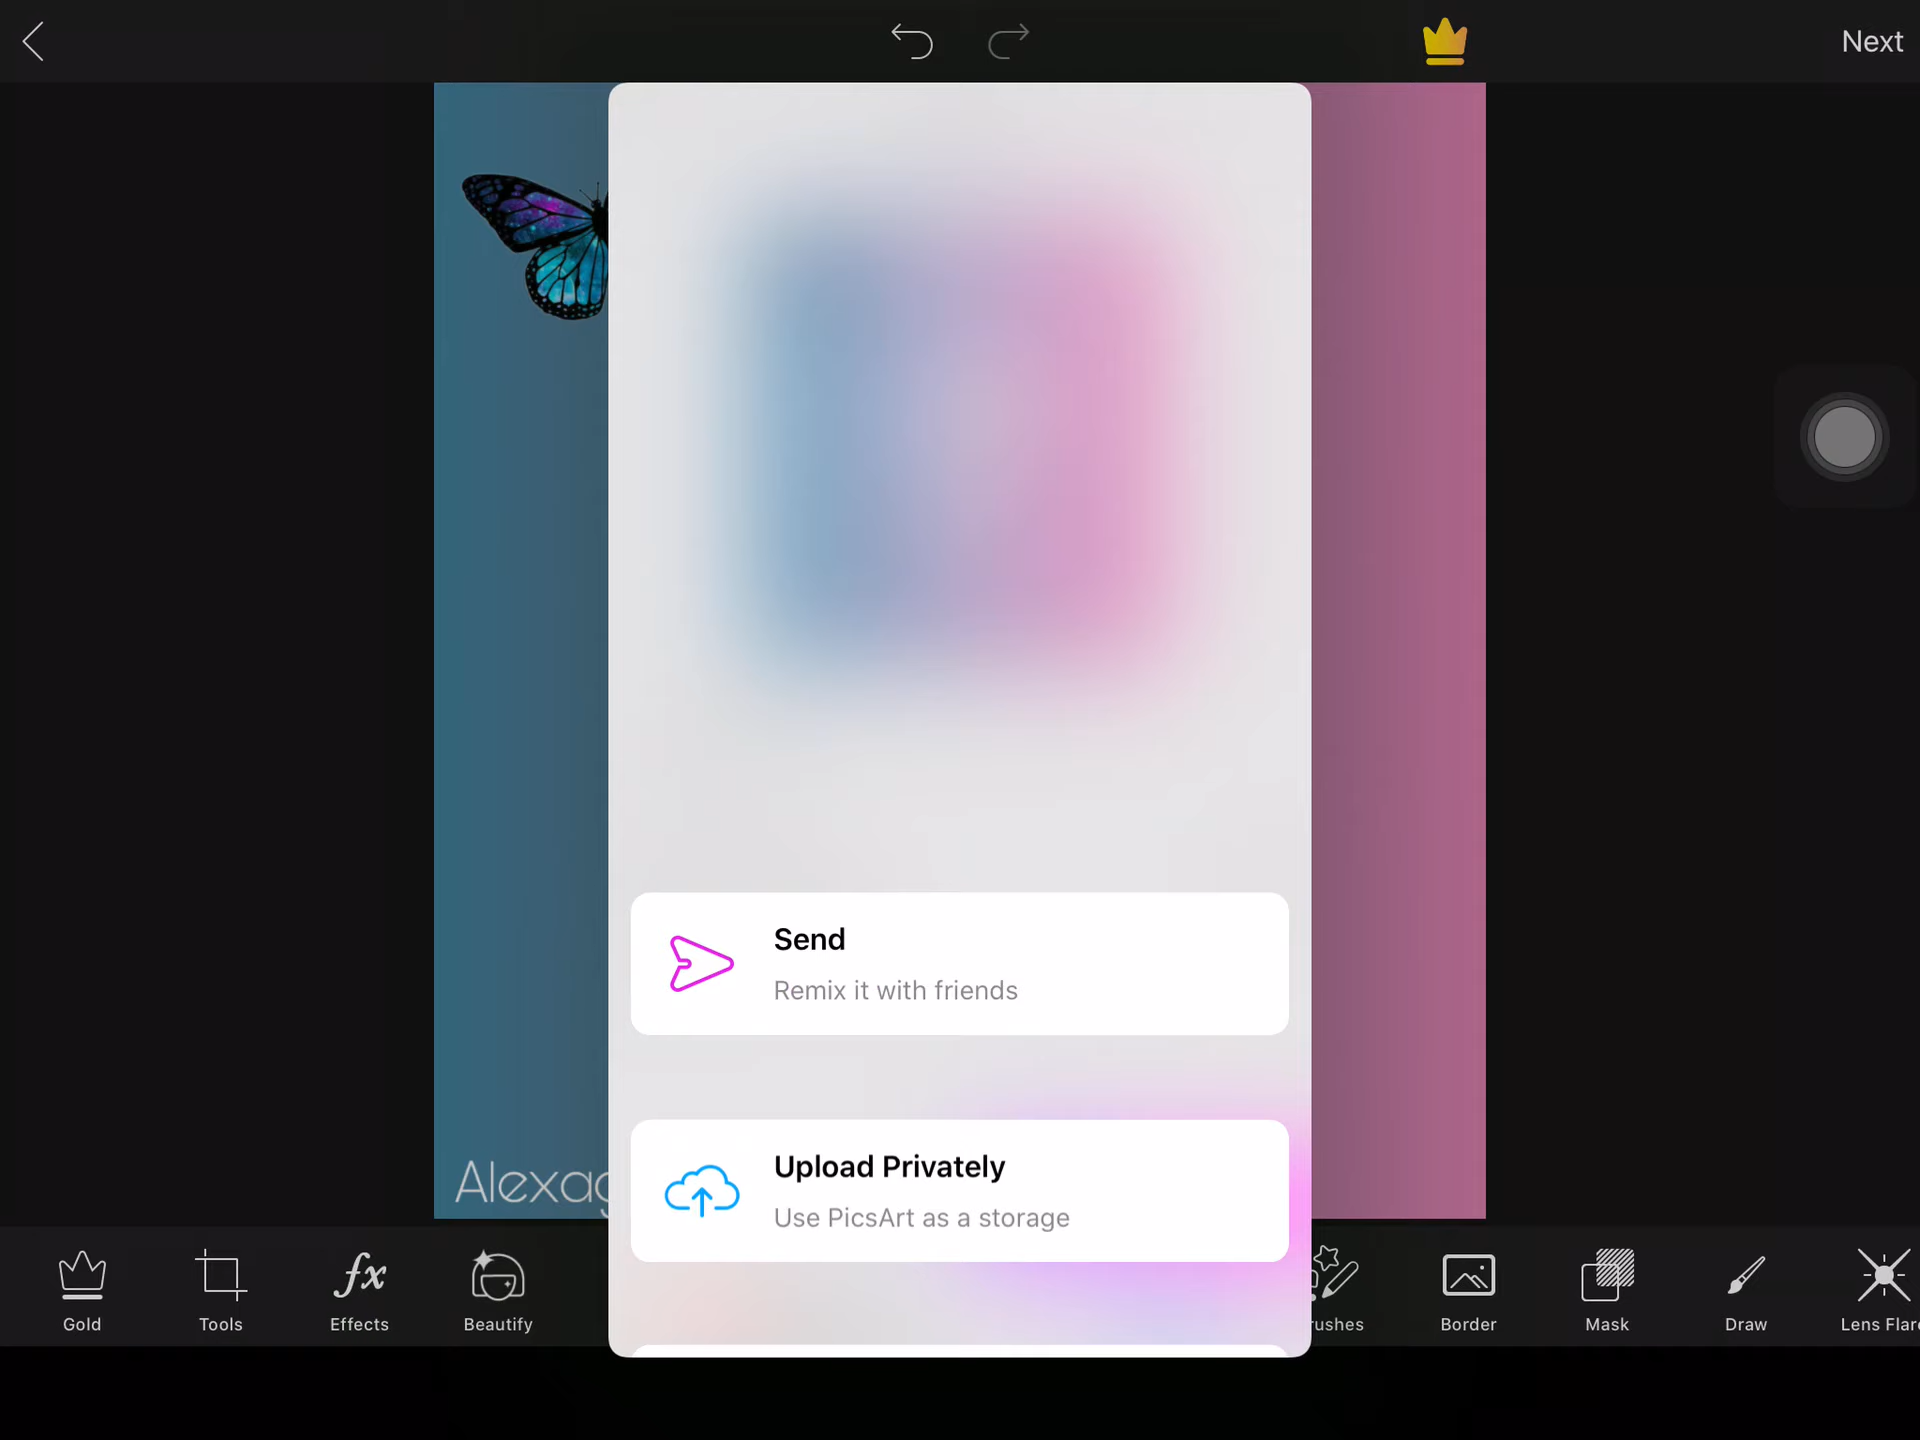 Next
Send
Remix it with friends
Upload Privately
Use PicsArt as a storage
Gold
Tools
Effects
Beautify
Border
Mask
Draw
Lens